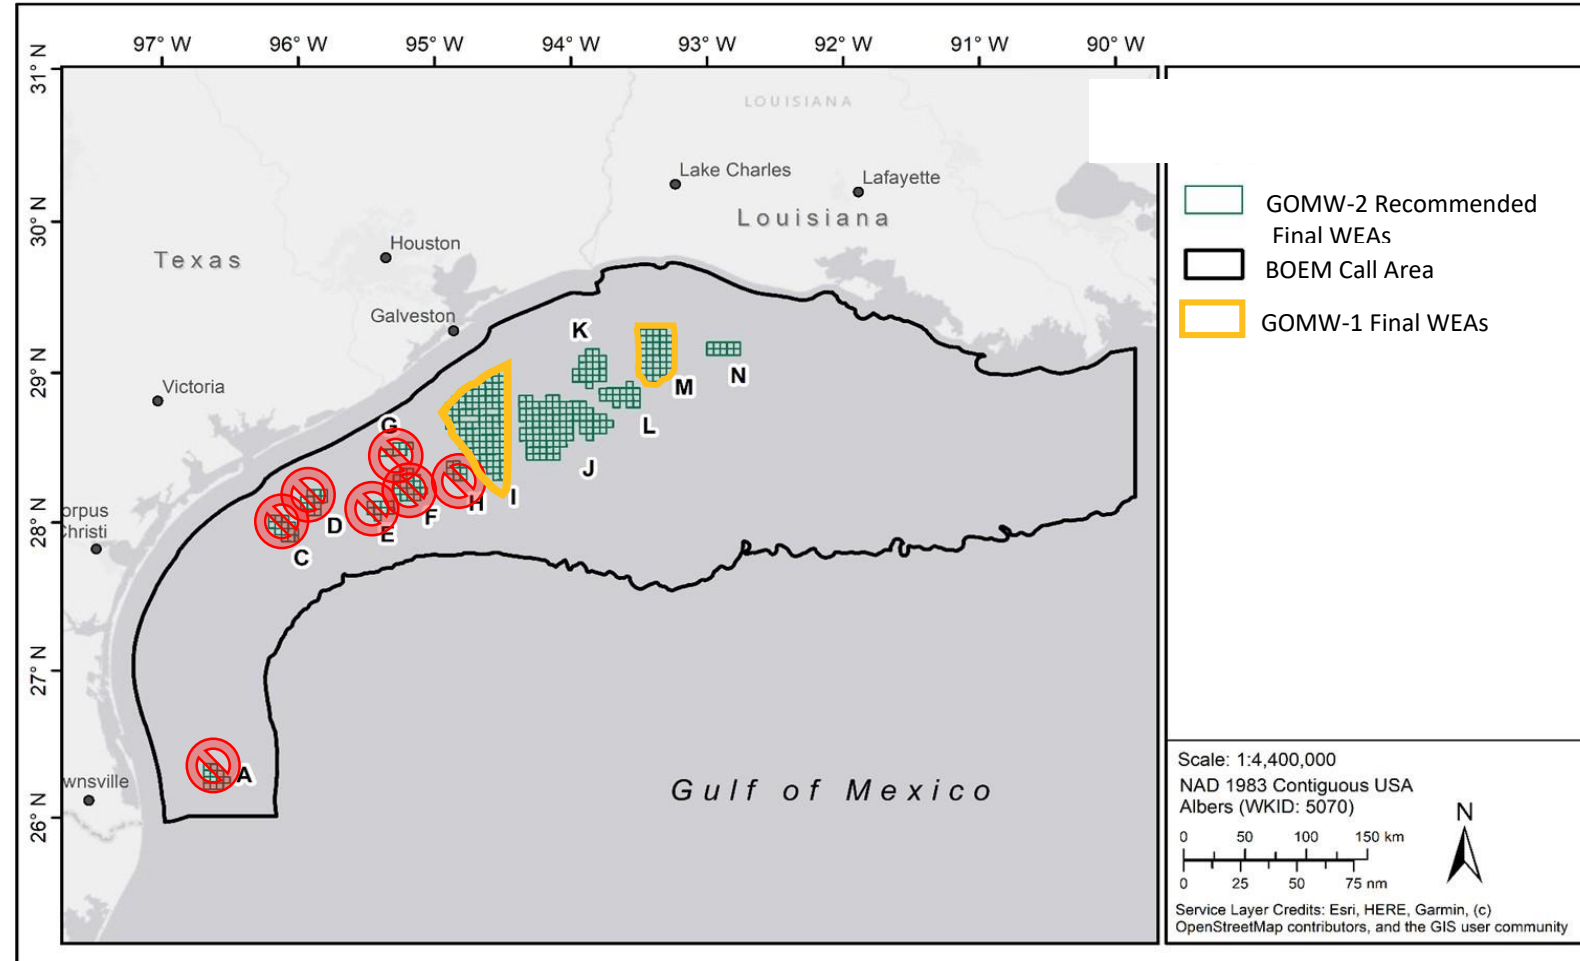 97° W 96° W 95° W 94° W 93° W 92° W 91° W 90° W
31° N
30° N
29° N
28° N
27° N
26° N
LOUISIANA
Lake Charles
Lafayette
Louisiana
Houston
Texas
Galveston
Victoria
orpus
Christi
wnsville
K
M
N
L
J
I
G
H
F
E
D
C
A
Gulf of Mexico
GOMW-2 Recommended
Final WEAs
BOEM Call Area
GOMW-1 Final WEAs
Scale: 1:4,400,000
NAD 1983 Contiguous USA
Albers (WKID: 5070)
N
0 50 100 150 km
0 25 50 75 nm
Service Layer Credits: Esri, HERE, Garmin, (c)
OpenStreetMap contributors, and the GIS user community